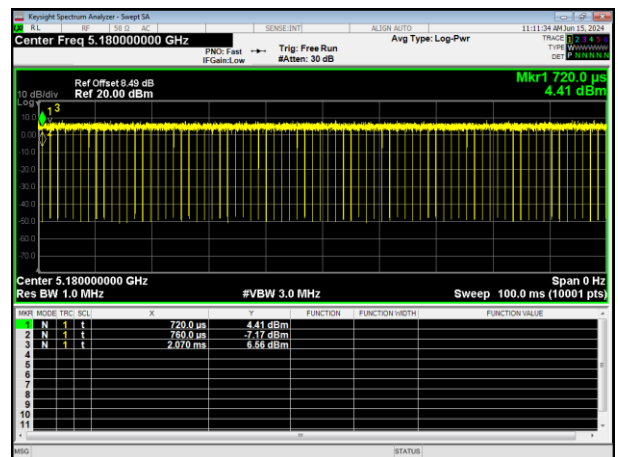 Keysight Spectrum Analyzer - Swept SA
RL RF 50 Ω AC SENSE:INT ALIGN AUTO 11:11:34 AM Jun 15, 2024
Center Freq 5.180000000 GHz
PNO: Fast Trig: Free Run
IFGain:Low #Atten: 30 dB
Avg Type: Log-Pwr
TRACE 1 2 3 4 5 6
TYPE WWWWWW
DET P NNNNN
Mkr1 720.0 µs
4.41 dBm
Ref Offset 8.49 dB
10 dB/div Ref 20.00 dBm
Log
1 3
10.0
0.00
-10.0
-20.0
-30.0
-40.0
-50.0
-60.0
-70.0
Center 5.180000000 GHz Span 0 Hz
Res BW 1.0 MHz #VBW 3.0 MHz Sweep 100.0 ms (10001 pts)
MKR MODE TRC SCL X Y FUNCTION FUNCTION WIDTH FUNCTION VALUE
1 N 1 t 720.0 µs 4.41 dBm
2 N 1 t 760.0 µs -7.17 dBm
3 N 1 t 2.070 ms 6.56 dBm
4
5
6
7
8
9
10
11
MSG STATUS